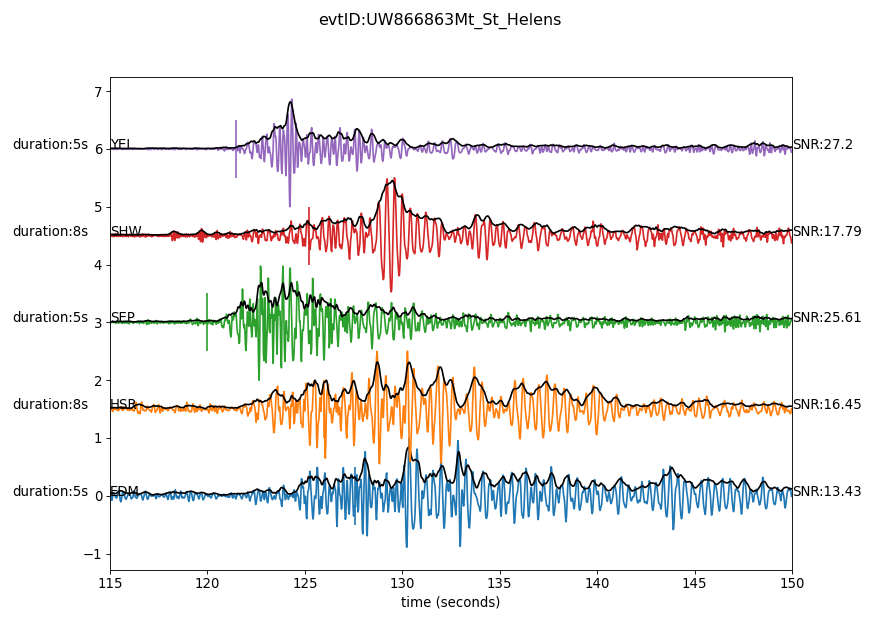 evtID:UW866863Mt_St_Helens
7
duration:5s YEL SNR:27.2
6
5
duration:8s SHW SNR:17.79
4
duration:5s SEP SNR:25.61
3
2
duration:8s HSR SNR:16.45
1
duration:5s EDM SNR:13.43
0
−1
115 120 125 130 135 140 145 150
time (seconds)